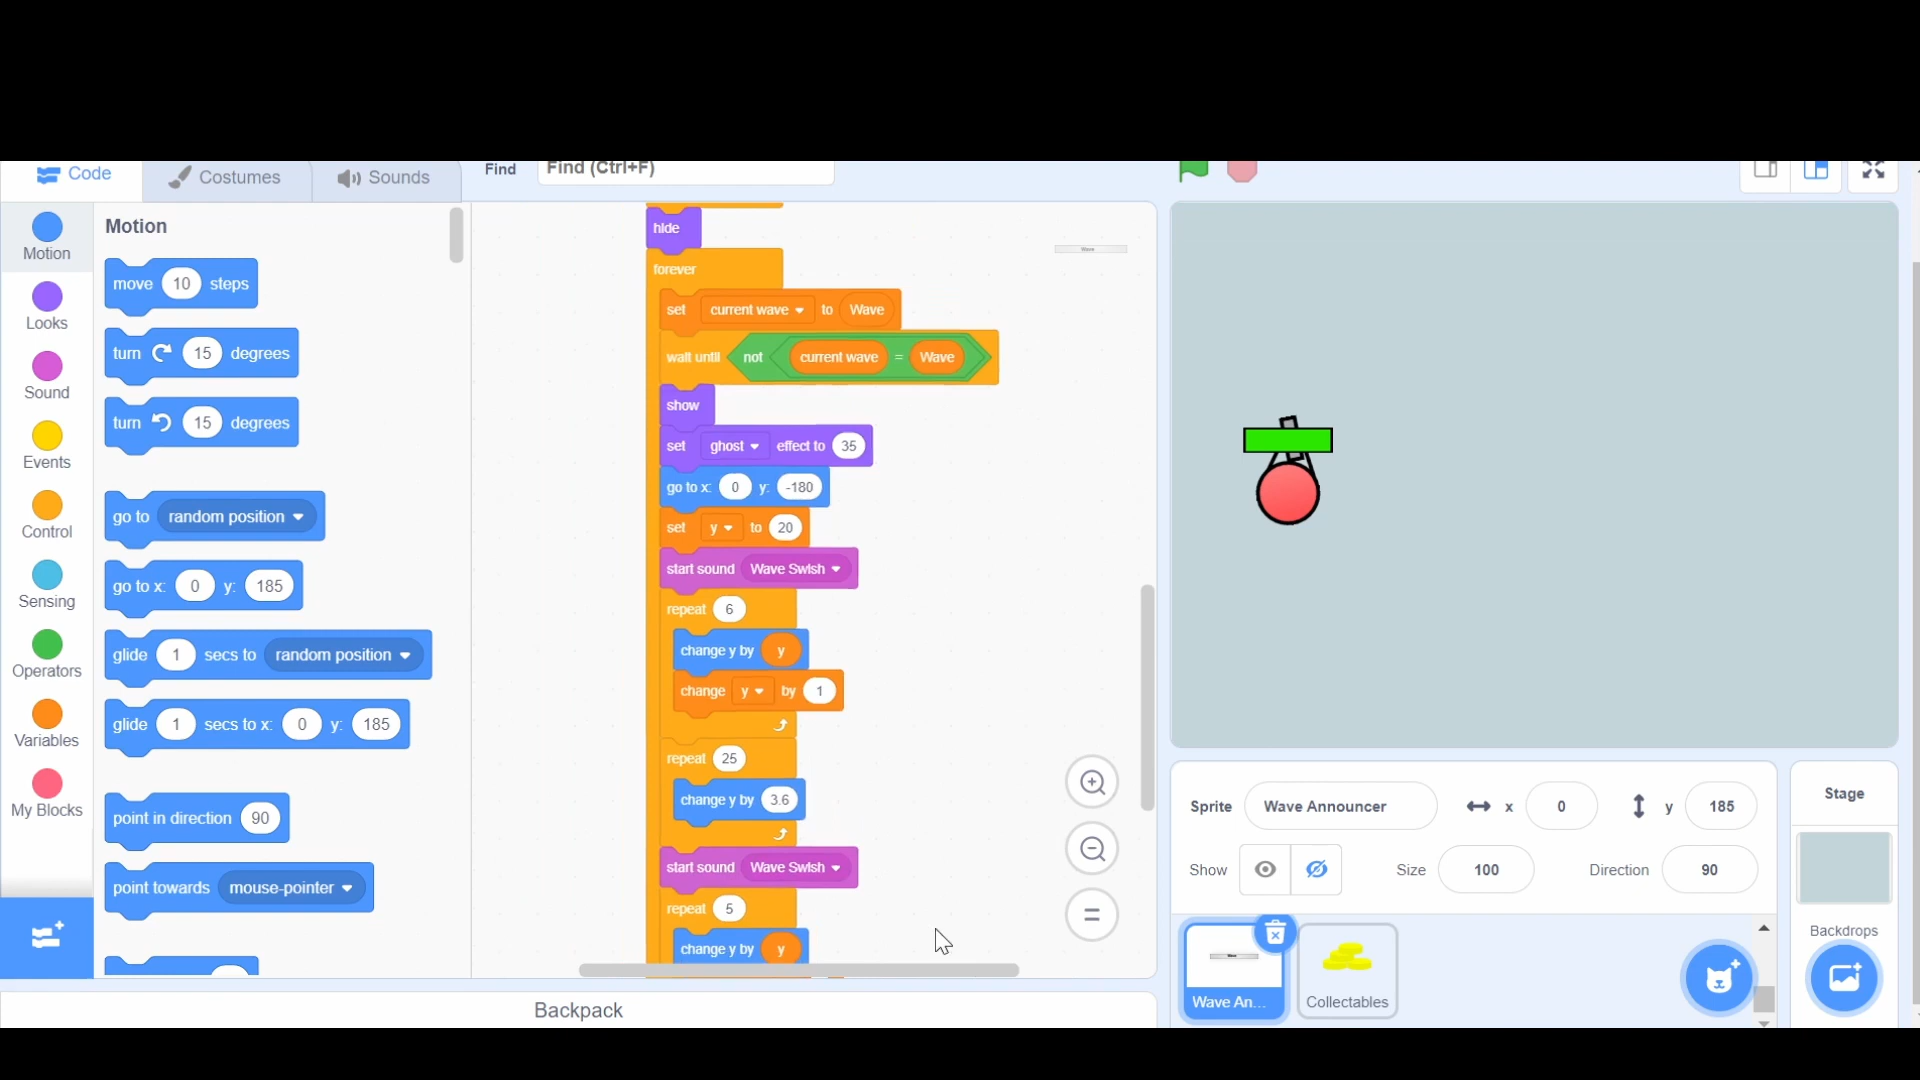 Code
Costumes
Sounds
Find
Find (Ctrl+F)
Motion
Looks
Sound
Events
Control
Sensing
Operators
Variables
My Blocks
Motion
move 10 steps
turn 15 degrees
turn 15 degrees
go to random position
go to x: 0 y: 185
glide 1 secs to random position
glide 1 secs to x: 0 y: 185
point in direction 90
point towards mouse-pointer
hide
forever
set current wave to Wave
wait until not current wave = Wave
show
set ghost effect to 35
go to x: 0 y: -180
set y to 20
start sound Wave Swish
repeat 6
change y by y
change y by 1
repeat 25
change y by 3.6
start sound Wave Swish
repeat 5
change y by y
Wave
Backpack
Sprite Wave Announcer x 0 y 185
Show Size 100 Direction 90
Wave An...
Collectables
Stage
Backdrops